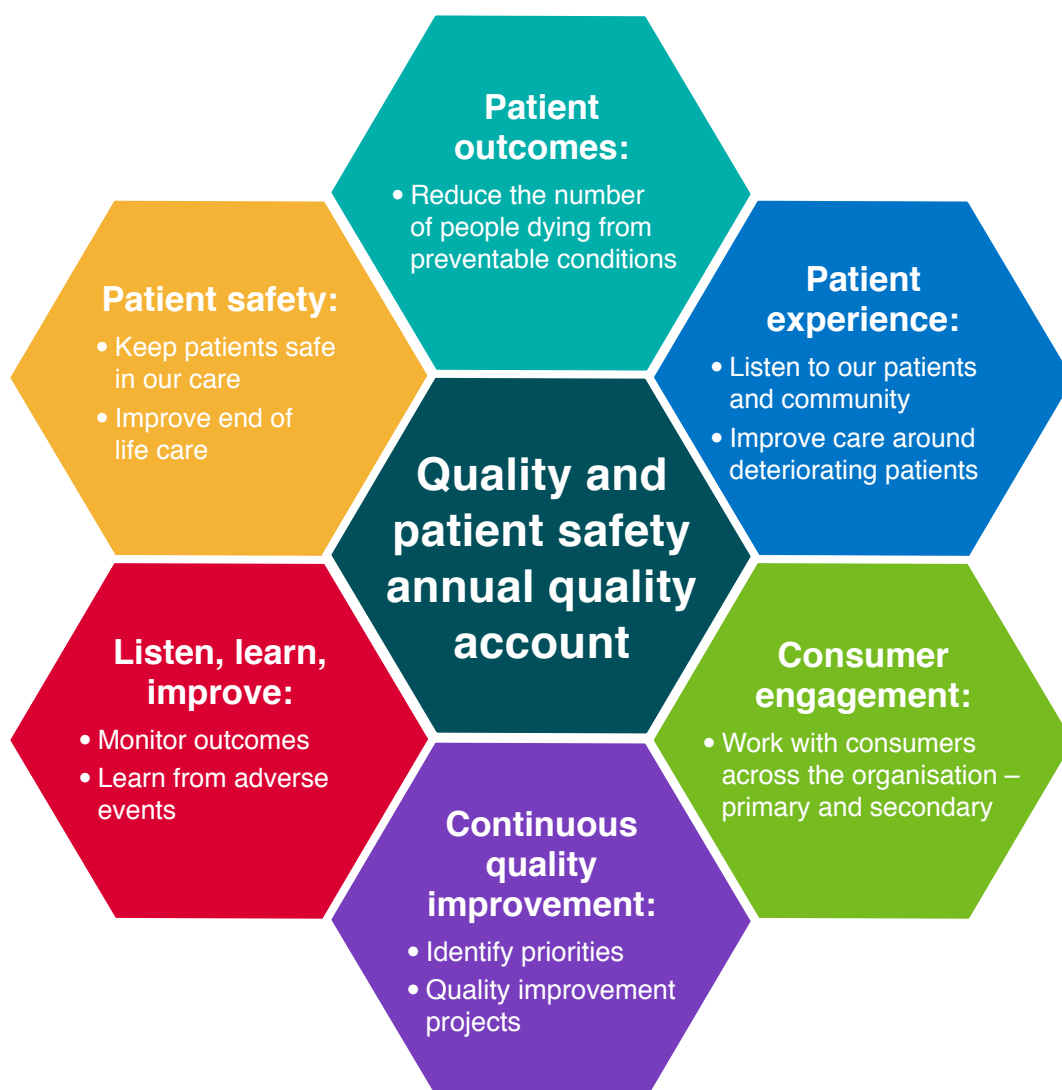 Patient
outcomes:
• Reduce the number
of people dying from
preventable conditions
Patient safety:
• Keep patients safe
in our care
• Improve end of
life care
Patient
experience:
• Listen to our patients
and community
• Improve care around
deteriorating patients
Quality and
patient safety
annual quality
account
Listen, learn,
improve:
• Monitor outcomes
• Learn from adverse
events
Consumer
engagement:
• Work with consumers
across the organisation –
primary and secondary
Continuous
quality
improvement:
• Identify priorities
• Quality improvement
projects